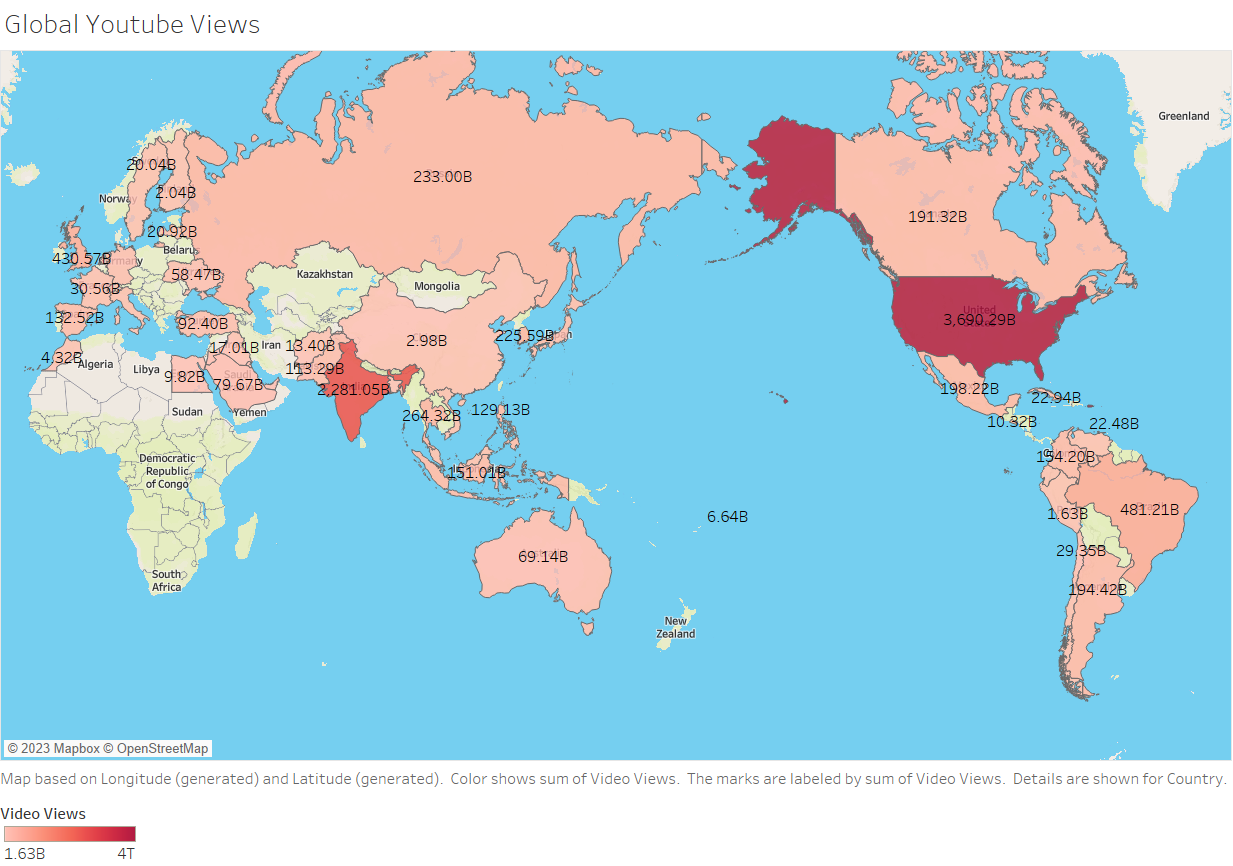 Global Youtube Views
Greenland
20.04B
233.00B
2.04B
Norway
191.32B
20.92B
Belarus
430.57B
58.47B
Kazakhstan
Mongolia
30.56B
United
132.52B
92.40B
3,690.29B
225.59B
2.98B
17.01B
Iran
13.40B
4.32B
Algeria
Libya
113.29B
9.82B
Saudi
79.67B
2,281.05B
198.22B
22.94B
Sudan
Yemen
264.32B
129.13B
10.32B
22.48B
Democratic
Republic
of Congo
154.20B
151.01B
6.64B
1.63B
481.21B
69.14B
29.35B
South
Africa
194.42B
New
Zealand
© 2023 Mapbox © OpenStreetMap
Map based on Longitude (generated) and Latitude (generated).  Color shows sum of Video Views.  The marks are labeled by sum of Video Views.  Details are shown for Country.
Video Views
1.63B
4T